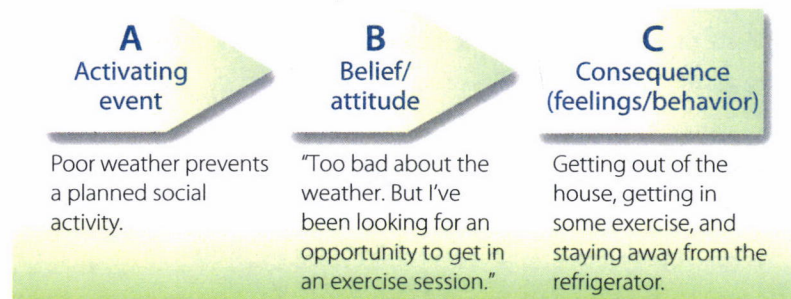 A
Activating
event
Poor weather prevents
a planned social
activity.
B
Belief/
attitude
"Too bad about the
weather. But I've
been looking for an
opportunity to get in
an exercise session."
C
Consequence
(feelings/behavior)
Getting out of the
house, getting in
some exercise, and
staying away from the
refrigerator.